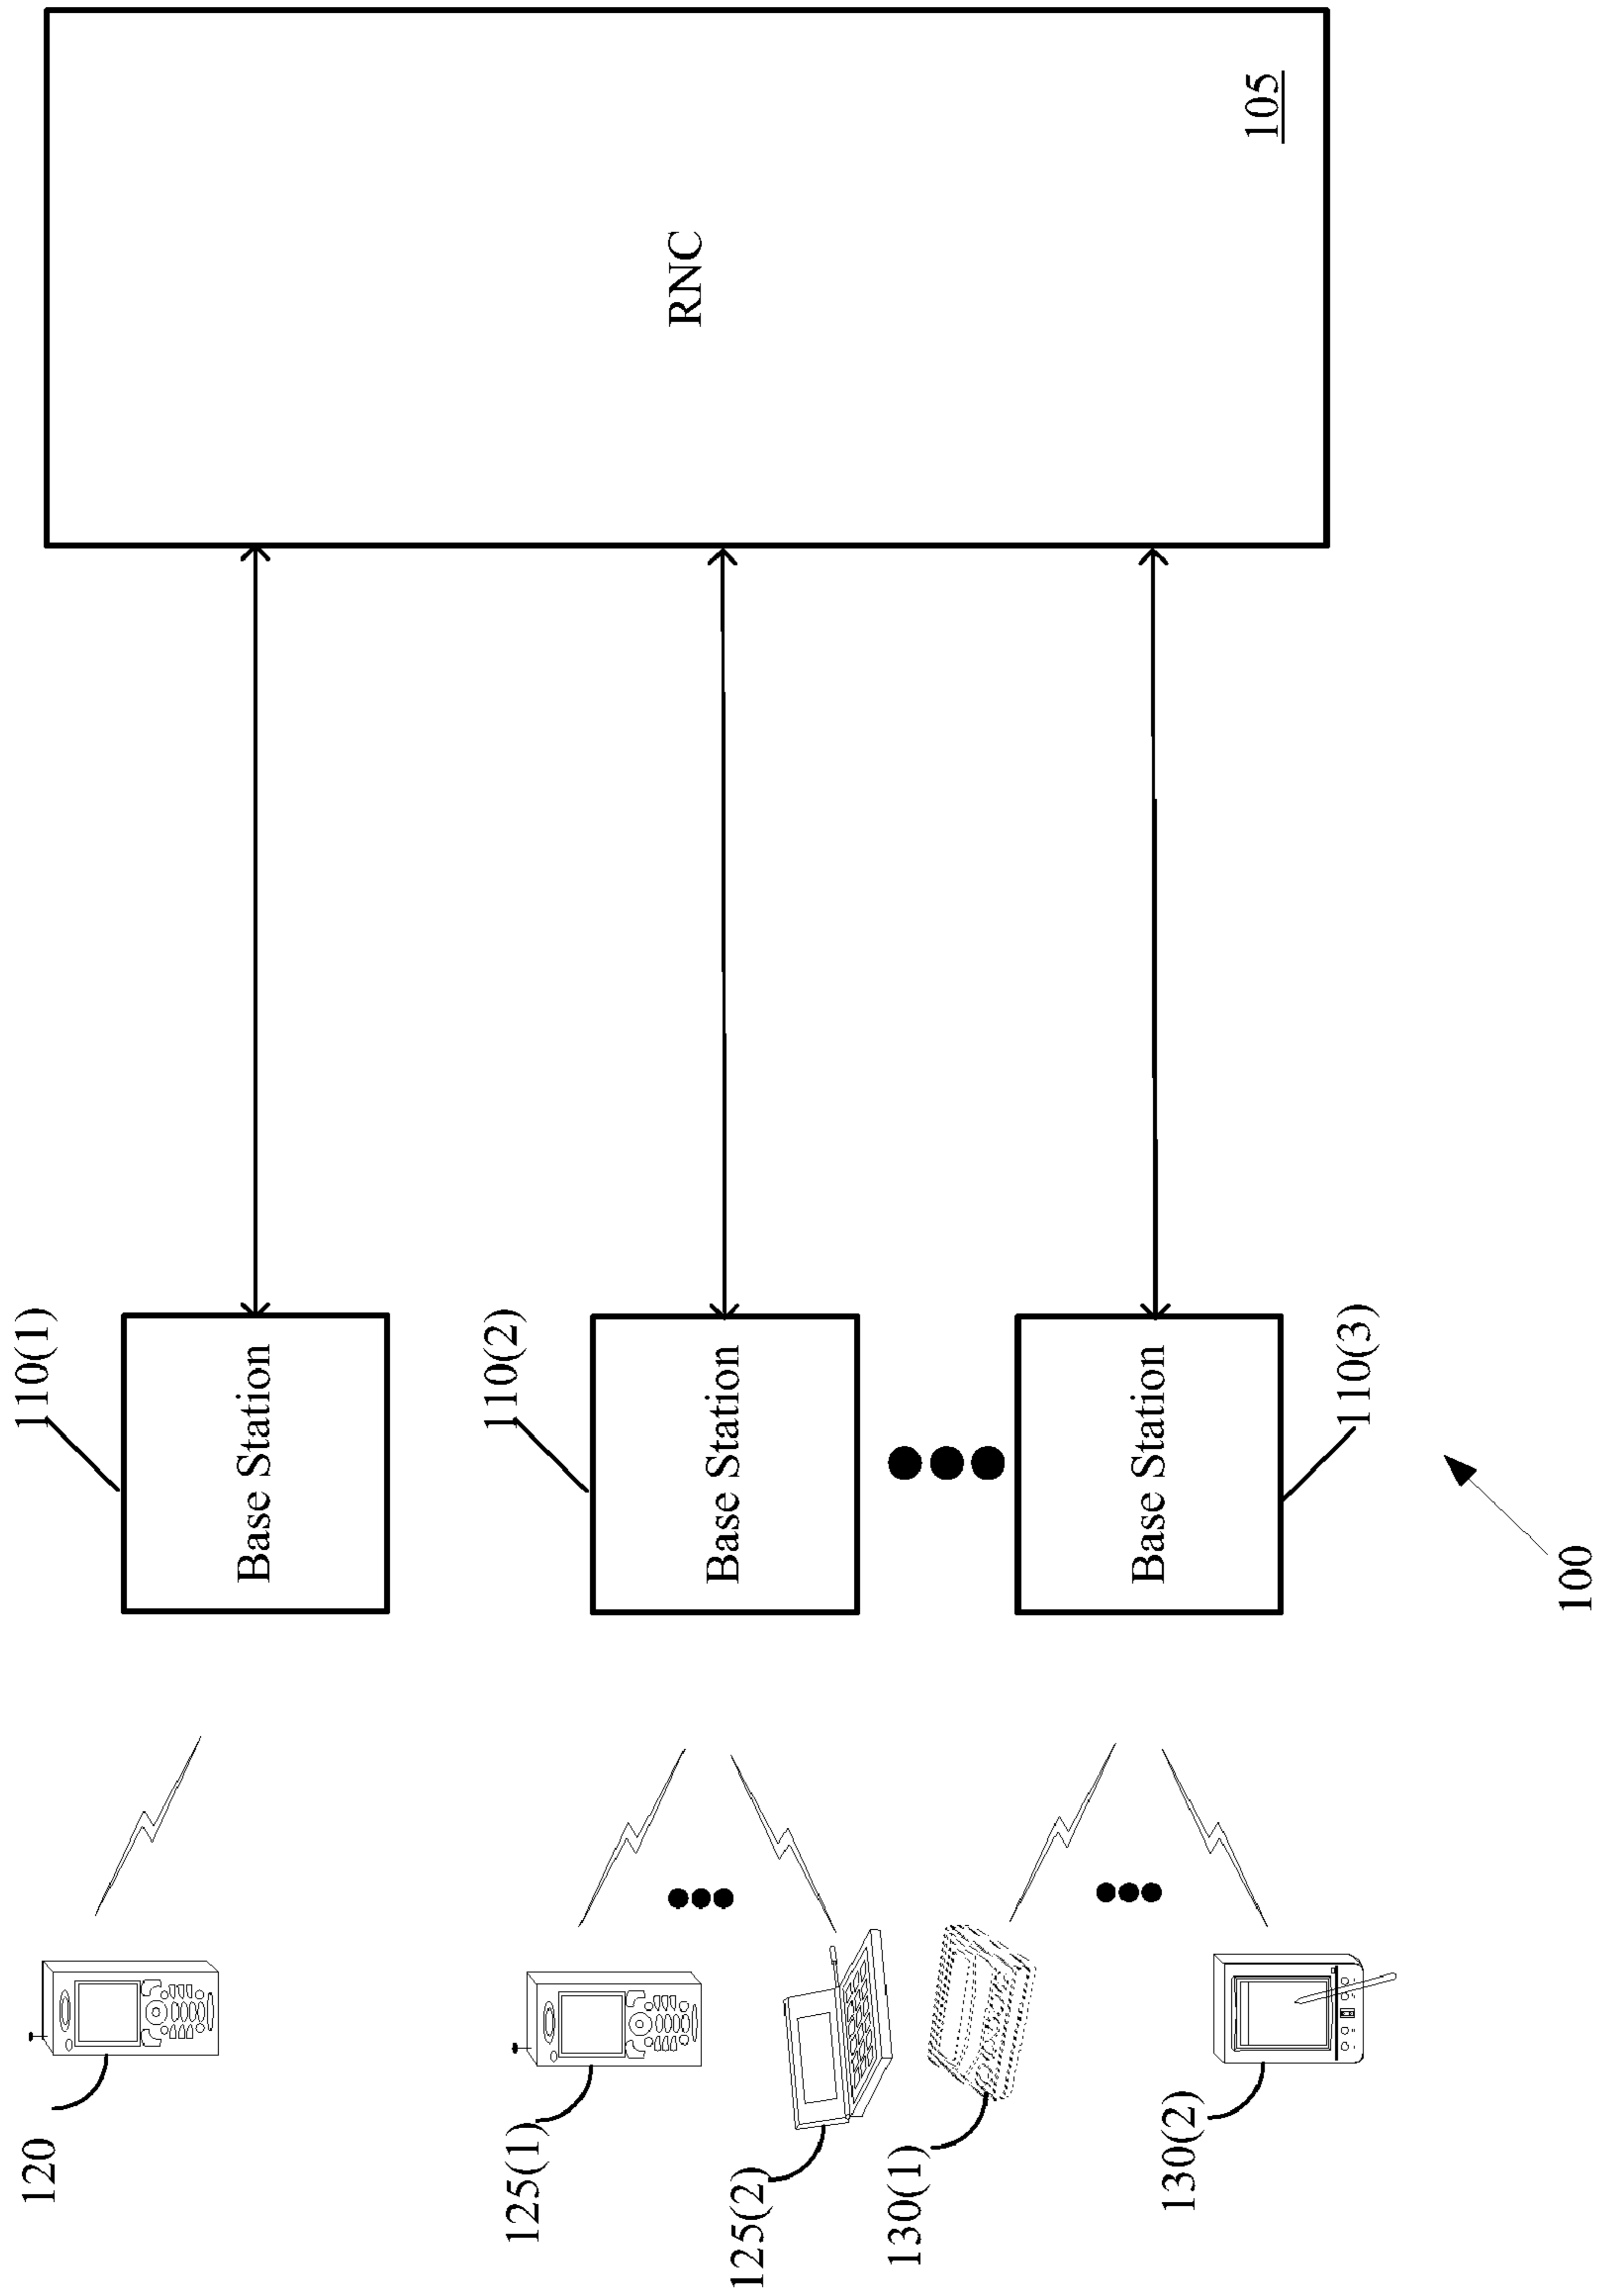 120
110(1)
Base Station
125(1)
110(2)
Base Station
RNC
125(2)
130(1)
130(2)
110(3)
Base Station
105
100